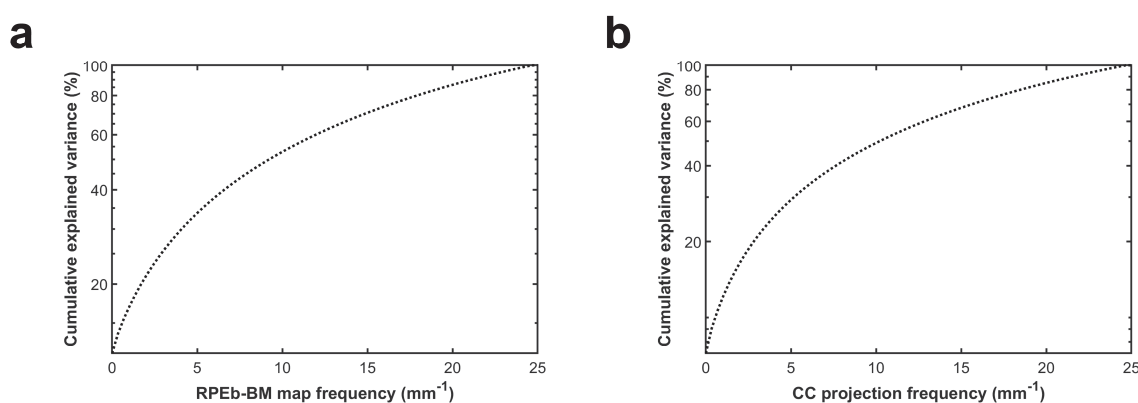 a
Cumulative explained variance (%)
100
80
60
40
20
0 5 10 15 20 25
RPEb-BM map frequency (mm⁻¹)
b
Cumulative explained variance (%)
100
80
60
40
20
0 5 10 15 20 25
CC projection frequency (mm⁻¹)